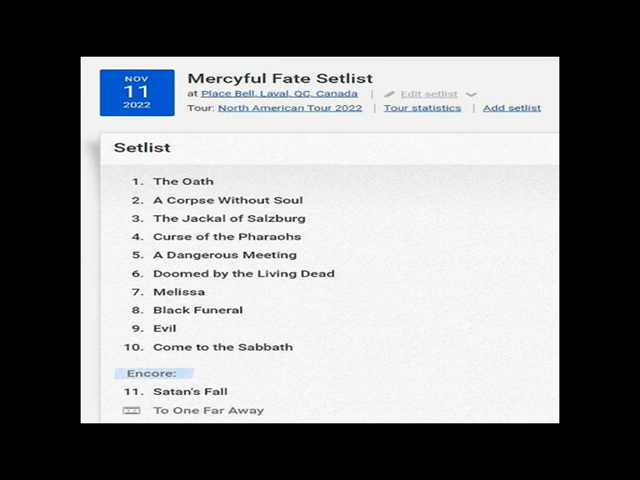 NOV
11
2022
Mercyful Fate Setlist
at Place Bell, Laval, QC, Canada | Edit setlist
Tour: North American Tour 2022 | Tour statistics | Add setlist
Setlist
1. The Oath
2. A Corpse Without Soul
3. The Jackal of Salzburg
4. Curse of the Pharaohs
5. A Dangerous Meeting
6. Doomed by the Living Dead
7. Melissa
8. Black Funeral
9. Evil
10. Come to the Sabbath
Encore:
11. Satan's Fall
To One Far Away